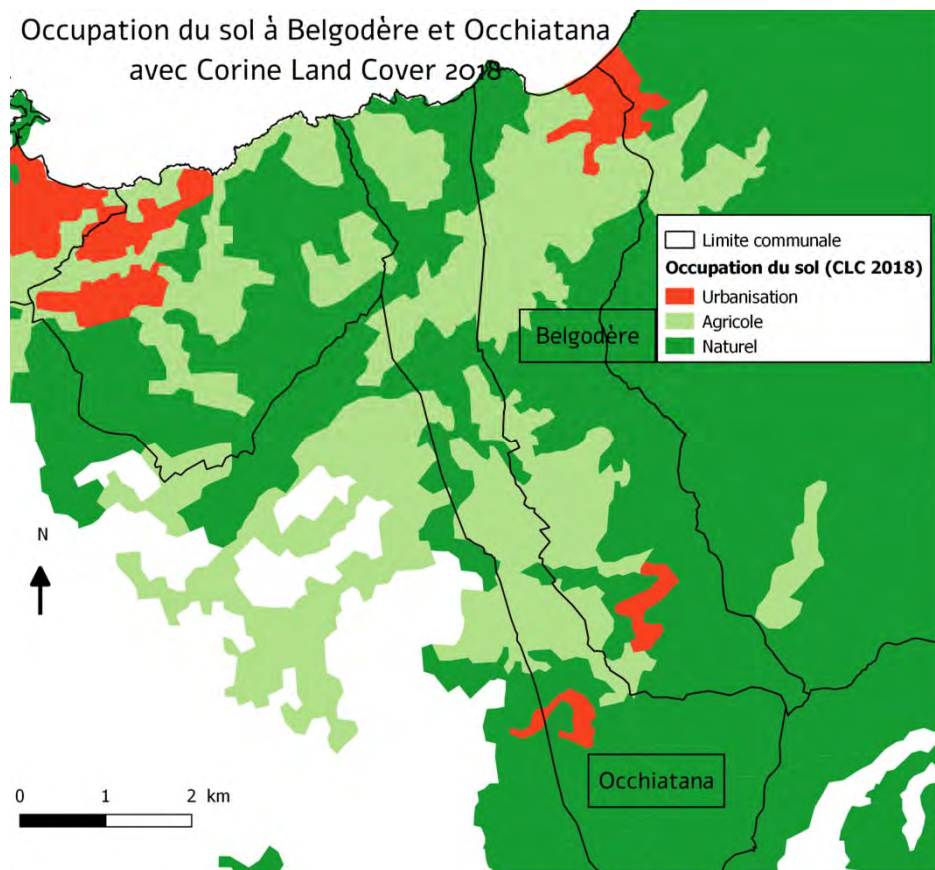 Occupation du sol à Belgodère et Occhiatana
avec Corine Land Cover 2018
Limite communale
Occupation du sol (CLC 2018)
Urbanisation
Agricole
Naturel
Belgodère
N
Occhiatana
0 1 2 km